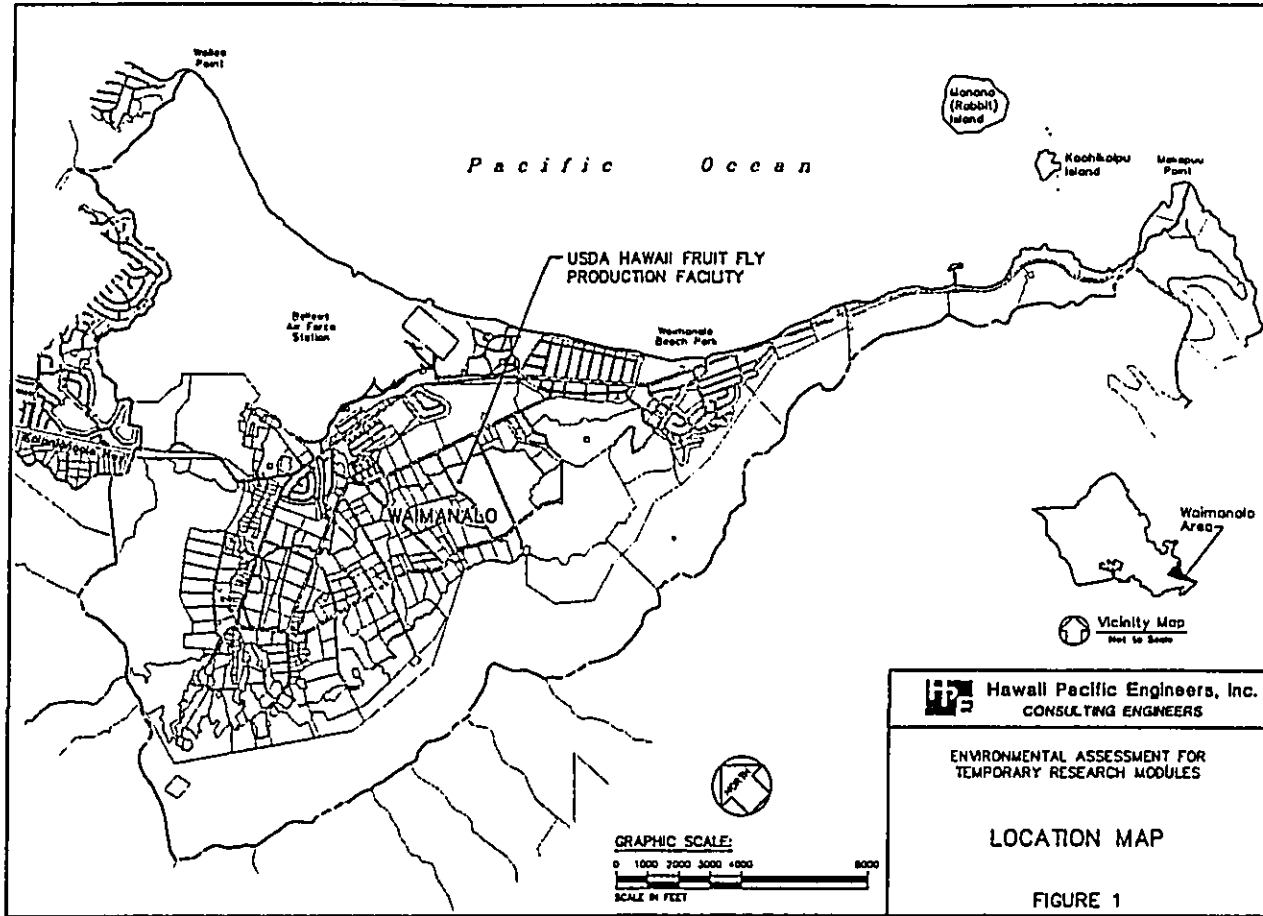 Wailea
Point
Manana
(Rabbit)
Island
Pacific Ocean
Kaohikaipu
Island
Makapuu
Point
USDA HAWAII FRUIT FLY
PRODUCTION FACILITY
Bellows
Air Force
Station
Waimanalo
Beach Park
Kalanianaole Hwy
WAIMANALO
Waimanalo
Area
Vicinity Map
Not to Scale
Hawaii Pacific Engineers, Inc.
CONSULTING ENGINEERS
ENVIRONMENTAL ASSESSMENT FOR
TEMPORARY RESEARCH MODULES
NORTH
LOCATION MAP
GRAPHIC SCALE:
0 1000 2000 3000 4000 8000
SCALE IN FEET
FIGURE 1